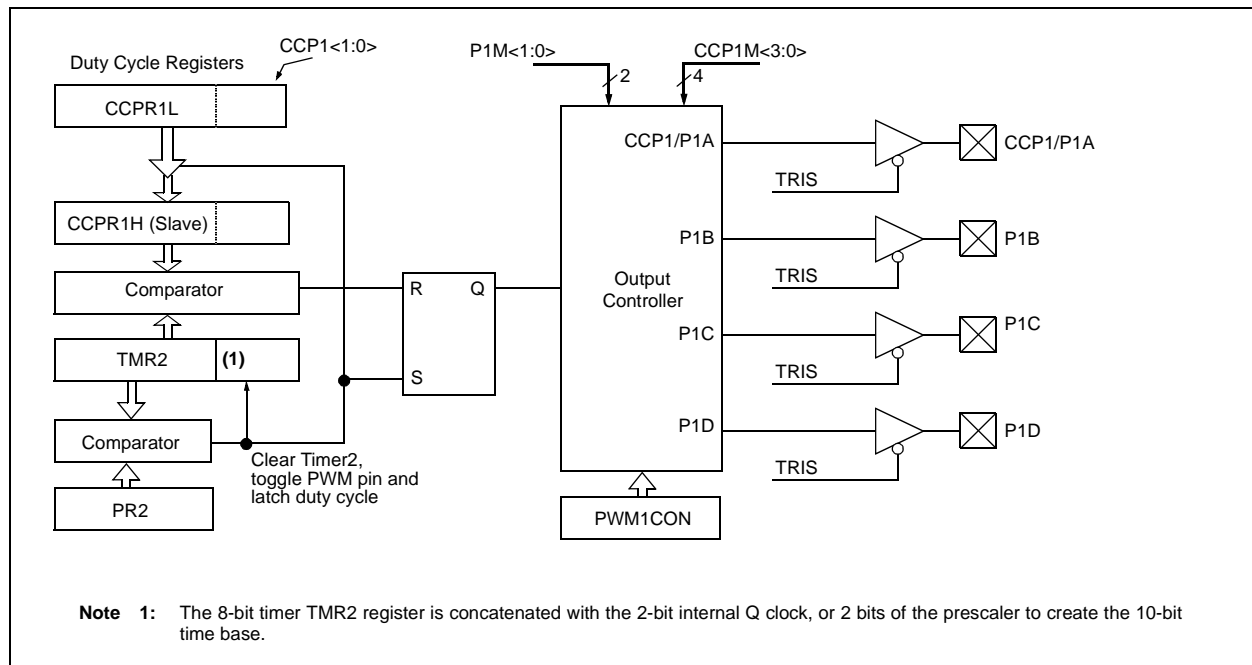 CCP1<1:0>
P1M<1:0>
CCP1M<3:0>
Duty Cycle Registers
2
4
CCPR1L
CCP1/P1A
CCP1/P1A
TRIS
CCPR1H (Slave)
P1B
P1B
Output
Controller
TRIS
Comparator
R
Q
P1C
P1C
TMR2
(1)
TRIS
S
P1D
P1D
Comparator
Clear Timer2,
toggle PWM pin and
latch duty cycle
TRIS
PR2
PWM1CON
Note 1: The 8-bit timer TMR2 register is concatenated with the 2-bit internal Q clock, or 2 bits of the prescaler to create the 10-bit
time base.